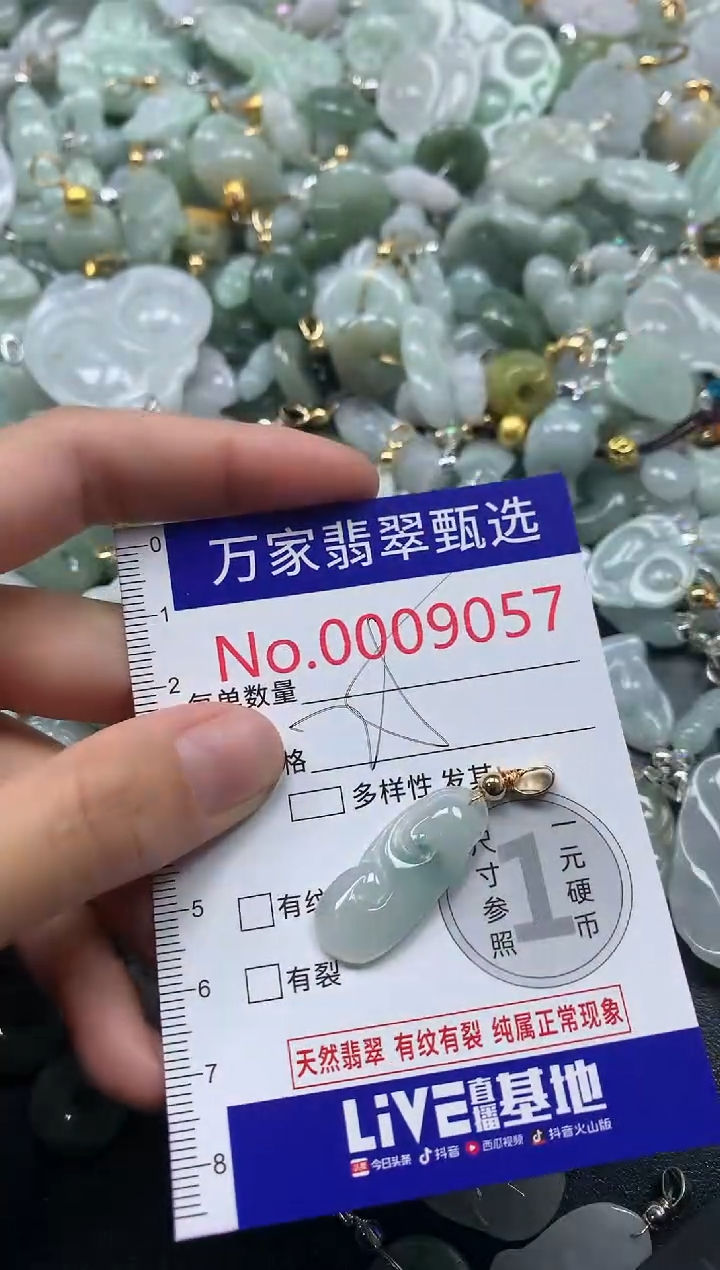 0
万家翡翠甄选
1
No.0009057
2
单数量
格
多样性
尺寸参照
1
一元硬币
5
有纹
6
有裂
天然翡翠 有纹有裂 纯属正常现象
7
LiVE直播基地
8
今日头条 抖音 西瓜视频 抖音火山版